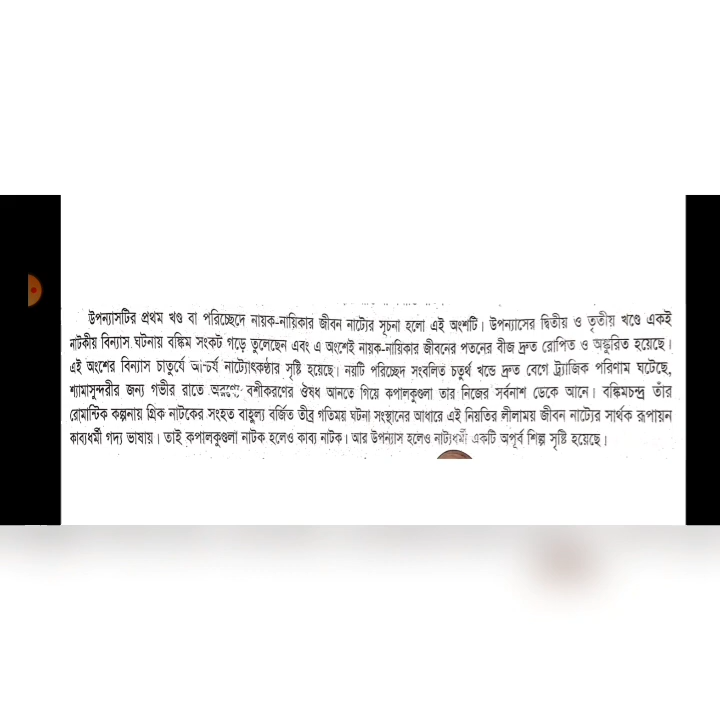 উপন্যাসটির প্রথম খণ্ড বা পরিচ্ছেদে নায়ক-নায়িকার জীবন নাট্যের সূচনা হলো এই অংশটি। উপন্যাসের দ্বিতীয় ও তৃতীয় খণ্ডে একই
নাটকীয় বিন্যাস ঘটনায় বঙ্কিম সংকট গড়ে তুলেছেন এবং এ অংশেই নায়ক-নায়িকার জীবনের পতনের বীজ দ্রুত রোপিত ও অঙ্কুরিত হয়েছে।
এই অংশের বিন্যাস চাতুর্যে নাট্যোৎকণ্ঠার সৃষ্টি হয়েছে। নয়টি পরিচ্ছেদ সংবলিত চতুর্থ খন্ডে দ্রুত বেগে ট্র্যাজিক পরিণাম ঘটেছে,
শ্যামাসুন্দরীর জন্য গভীর রাতে বশীকরণের ঔষধ আনতে গিয়ে কপালকুণ্ডলা তার নিজের সর্বনাশ ডেকে আনে। বঙ্কিমচন্দ্র তাঁর
রোমান্টিক কল্পনায় গ্রিক নাটকের সংহত বাহুল্য বর্জিত তীব্র গতিময় ঘটনা সংস্থানের আধারে এই নিয়তির লীলাময় জীবন নাট্যের সার্থক রূপায়ন
কাব্যধর্মী গদ্য ভাষায়। তাই কপালকুণ্ডলা নাটক হলেও কাব্য নাটক। আর উপন্যাস হলেও নাট্যধর্মী একটি অপূর্ব শিল্প সৃষ্টি হয়েছে।